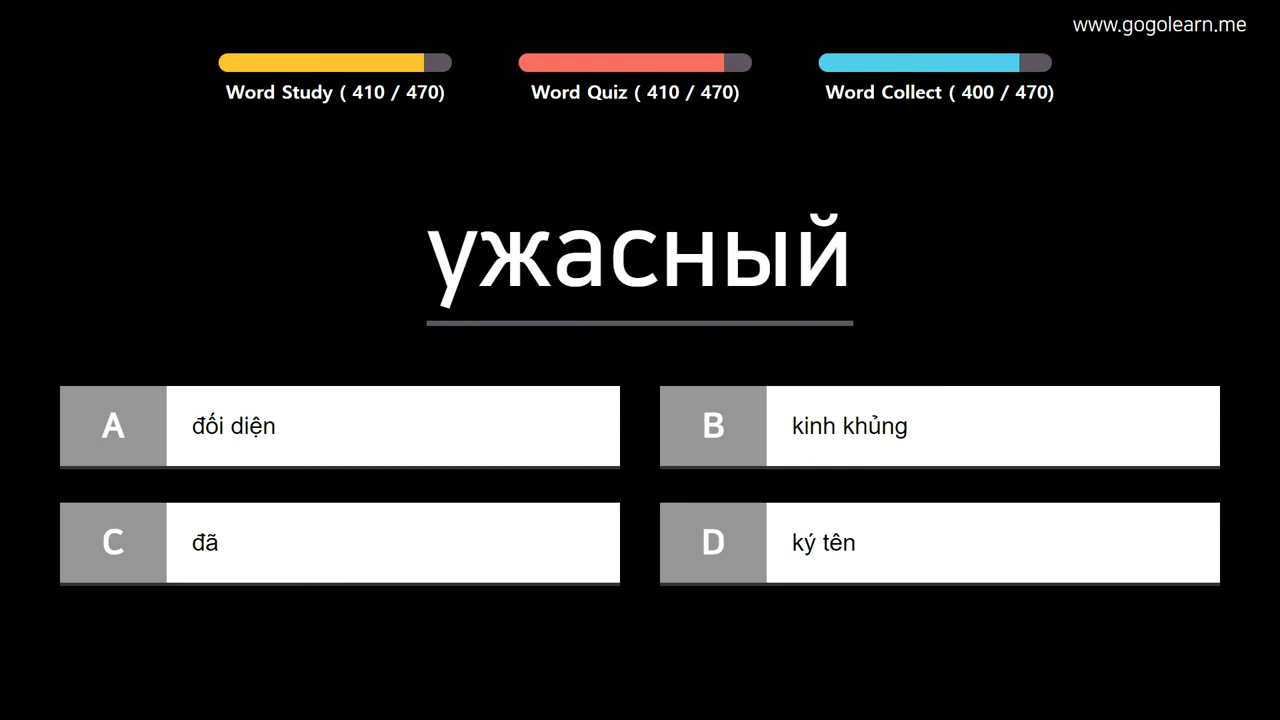 www.gogolearn.me
Word Study ( 410 / 470)
Word Quiz ( 410 / 470)
Word Collect ( 400 / 470)
ужасный
A đối diện
B kinh khủng
C đã
D ký tên